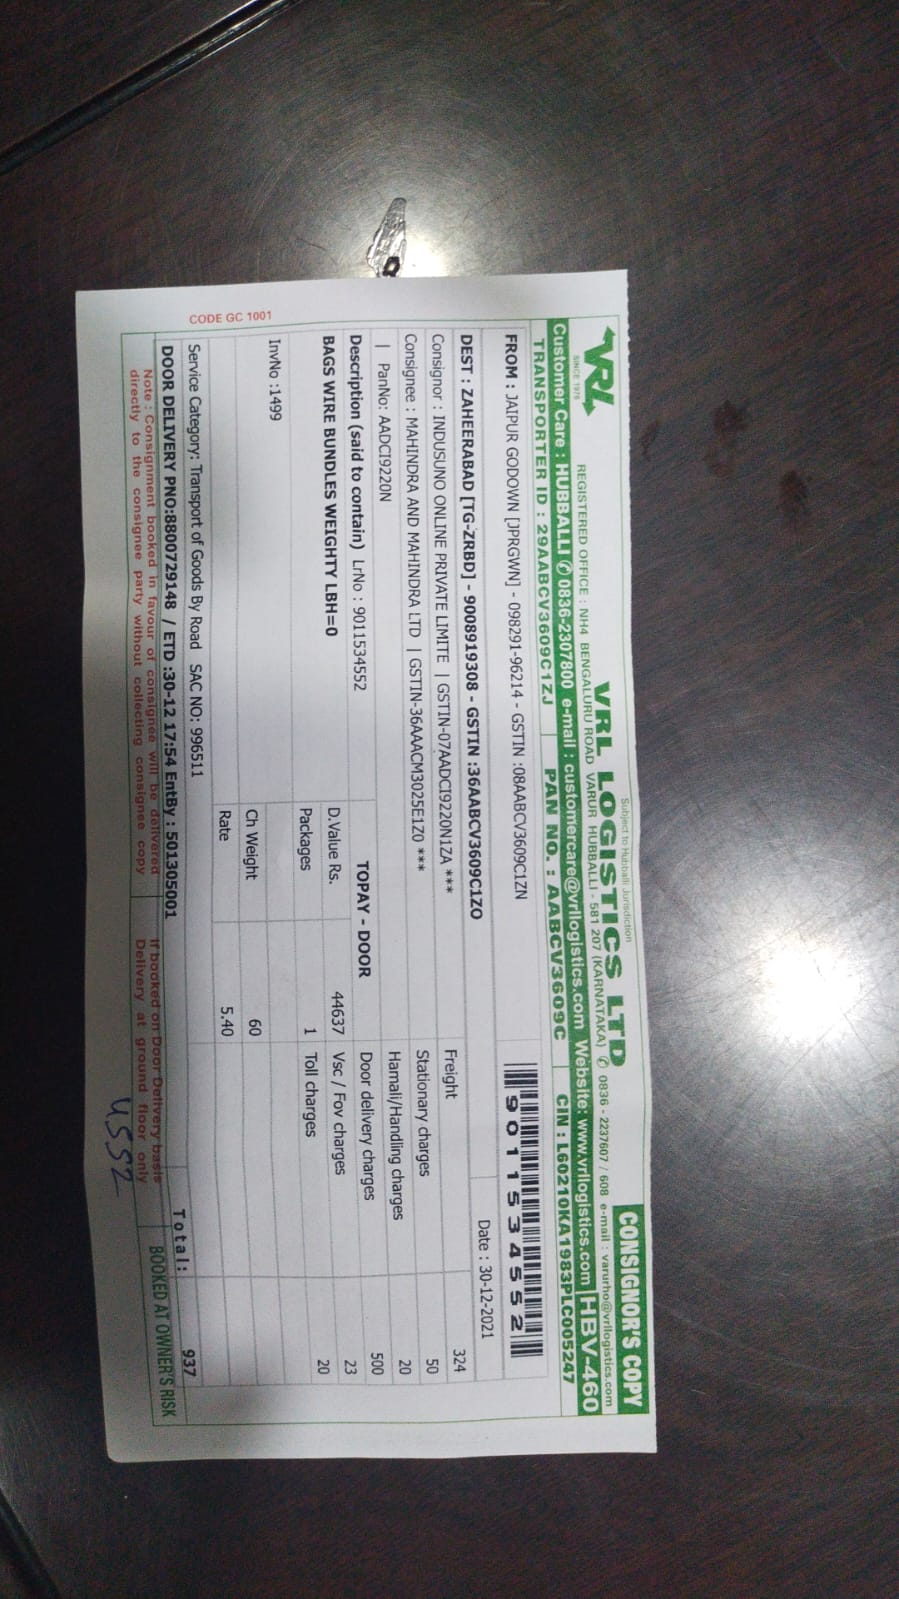 Subject to Hubballi Jurisdiction
CONSIGNOR'S COPY
VRL
SINCE 1976
VRL LOGISTICS LTD
REGISTERED OFFICE : NH4 BENGALURU ROAD VARUR HUBBALLI - 581 207 (KARNATAKA) ✆ 0836 - 2237607 / 608 e-mail : varurho@vrllogistics.com
Customer Care : HUBBALLI ✆ 0836-2307800 e-mail : customercare@vrllogistics.com Website: www.vrllogistics.com HBV-460
TRANSPORTER ID : 29AABCV3609C1ZJ PAN NO. : AABCV3609C CIN : L60210KA1983PLC005247
FROM : JAIPUR GODOWN [JPRGWN] - 098291-96214 - GSTIN :08AABCV3609C1ZN
9011534552
DEST : ZAHEERABAD [TG-ZRBD] - 9008919308 - GSTIN :36AABCV3609C1ZO
Date : 30-12-2021
Consignor : INDUSUNO ONLINE PRIVATE LIMITE | GSTIN-07AADCI9220N1ZA ***
Freight 324
Consignee : MAHINDRA AND MAHINDRA LTD | GSTIN-36AAACM3025E1Z0 ***
Stationary charges 50
| PanNo: AADCI9220N
Hamali/Handling charges 20
Description (said to contain) LrNo : 9011534552 TOPAY - DOOR
Door delivery charges 500
BAGS WIRE BUNDLES WEIGHTY LBH=0 D.Value Rs. 44637 Vsc / Fov charges 23
Packages 1 Toll charges 20
InvNo :1499
Ch Weight 60
Rate 5.40
Service Category: Transport of Goods By Road SAC NO: 996511
Total: 937
DOOR DELIVERY PNO:8800729148 / ETD :30-12 17:54 EntBy : 501305001
Note : Consignment booked in favour of consignee will be delivered
directly to the consignee party without collecting consignee copy
If booked on Door Delivery basis
Delivery at ground floor only
BOOKED AT OWNER'S RISK
4552
CODE GC 1001